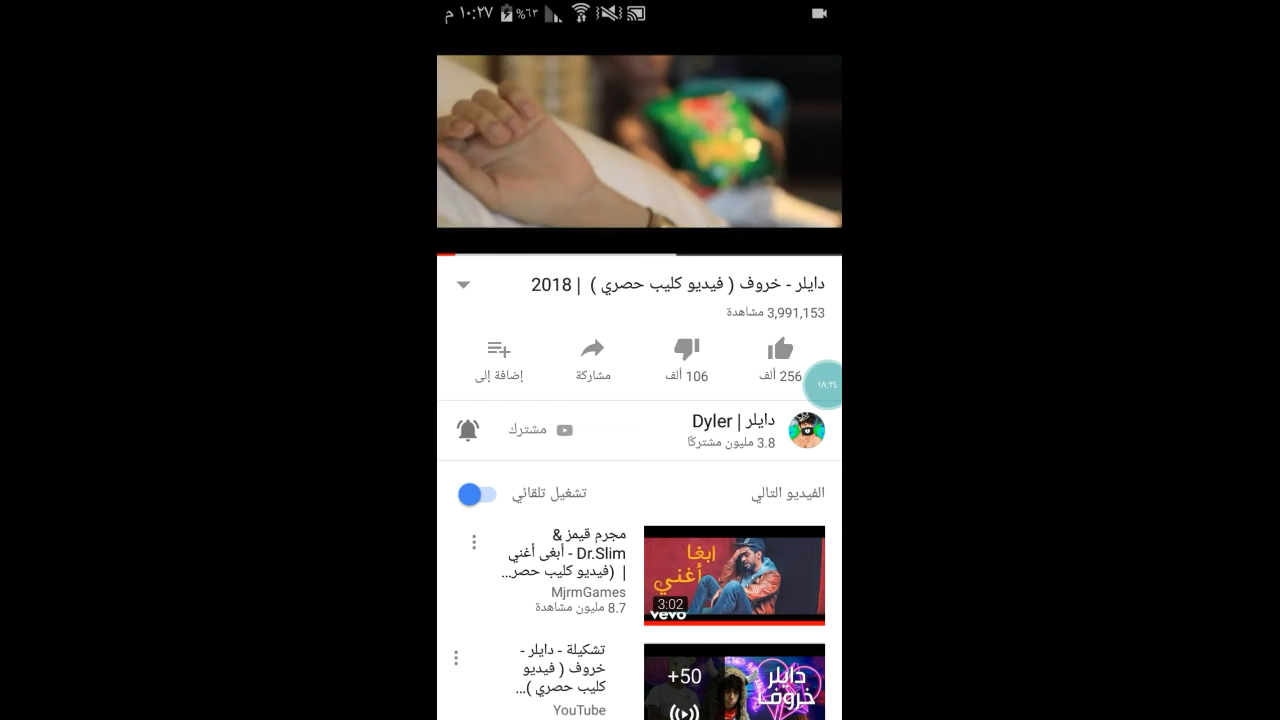 ١٠:٢٧ م
%٦٣
دايلر - خروف ( فيديو كليب حصري ) | 2018
3,991,153 مشاهدة
256 ألف
106 ألف
مشاركة
إضافة إلى
١٨:٢٤
دايلر | Dyler
3.8 مليون مشتركًا
مشترك
الفيديو التالي
تشغيل تلقائي
ابغا
أغني
3:02
vevo
مجرم قيمز &
Dr.Slim - أبغى أغني
| (فيديو كليب حصر...
MjrmGames
8.7 مليون مشاهدة
دايلر
خروف
+50
تشكيلة - دايلر -
خروف ( فيديو
كليب حصري )...
YouTube